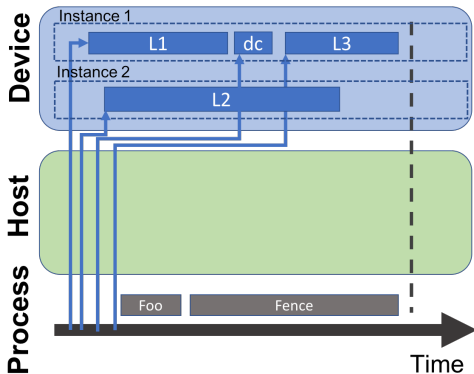 Device
Instance 1
L1
dc
L3
Instance 2
L2
Host
Process
Foo
Fence
Time